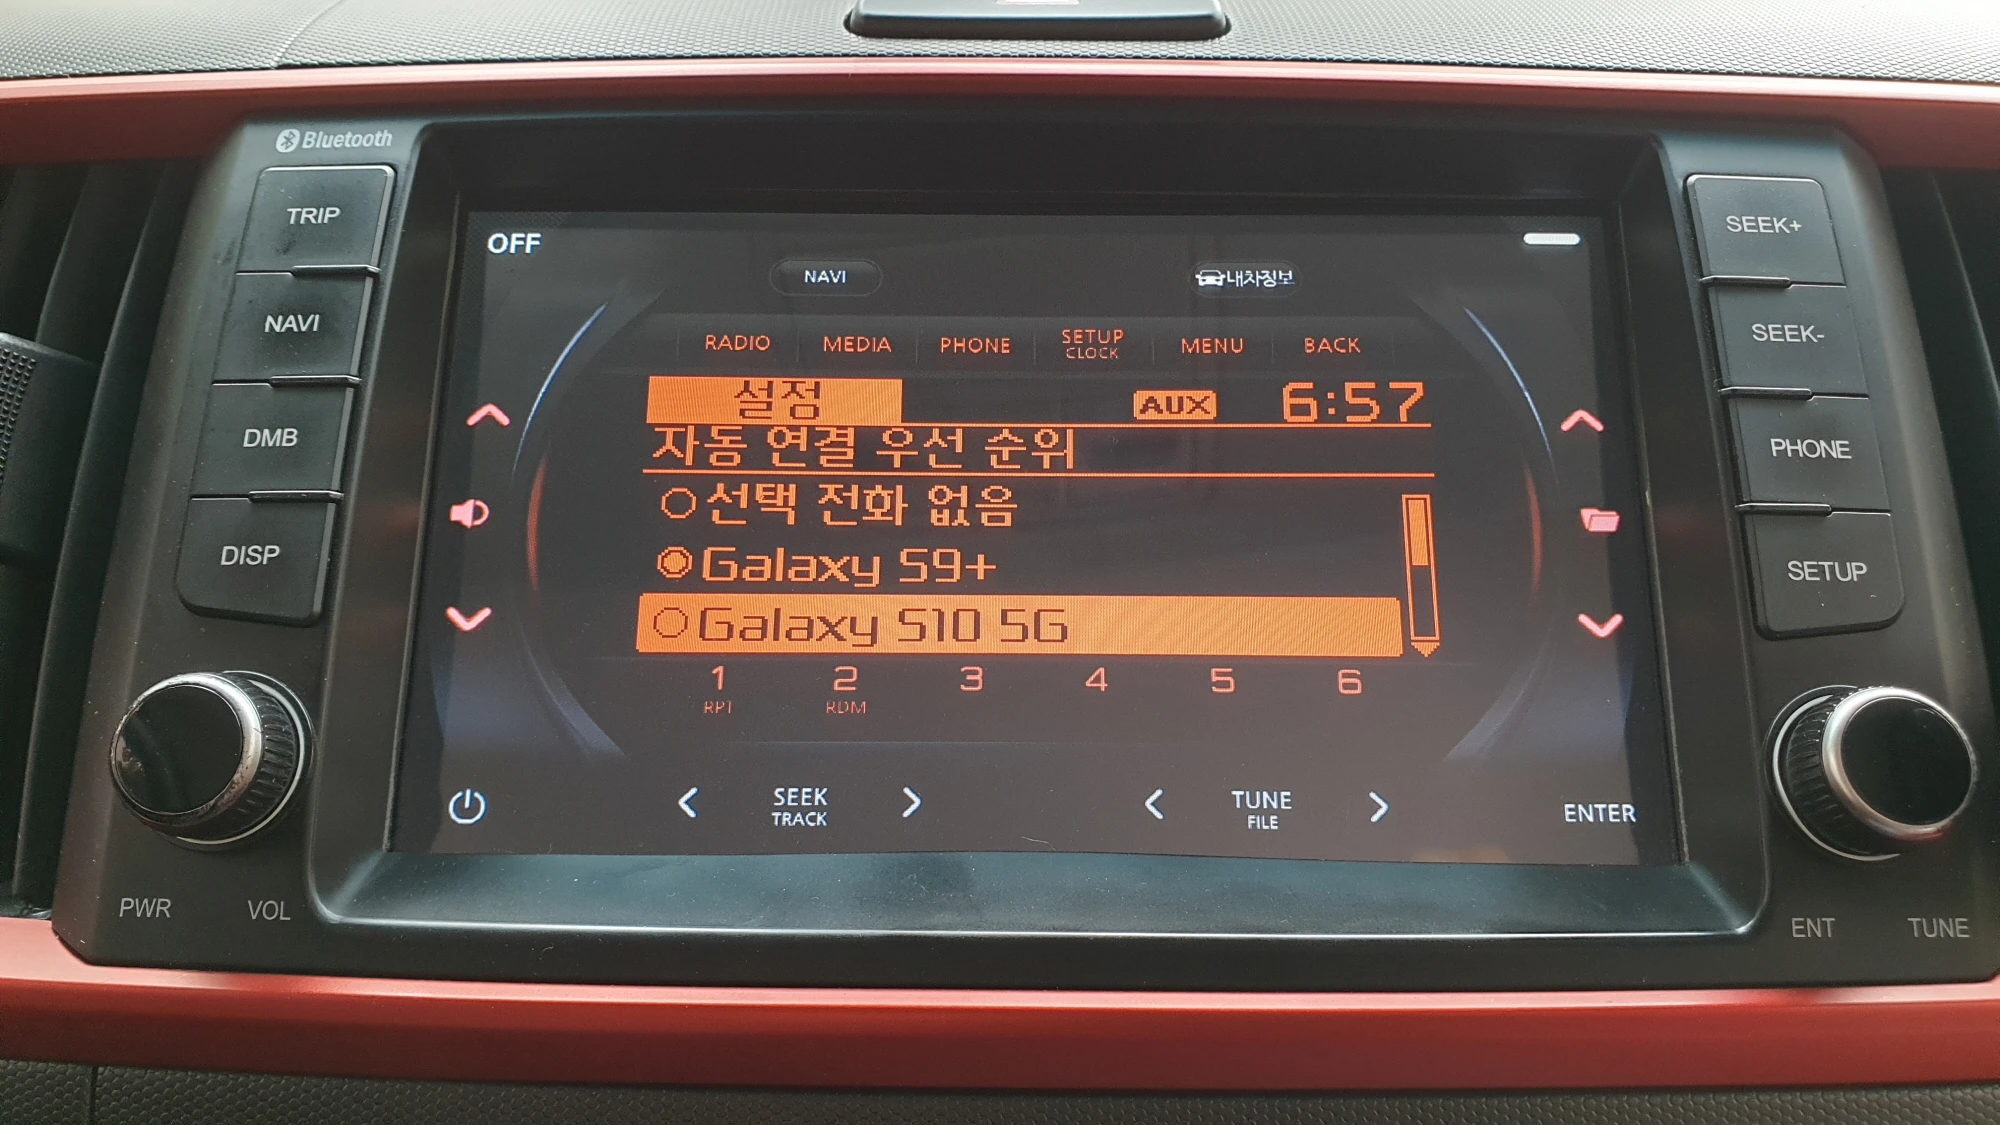 Bluetooth
TRIP
NAVI
DMB
DISP
PWR VOL
OFF
NAVI
내차정보
RADIO MEDIA PHONE SETUP CLOCK MENU BACK
설정 AUX 6:57
자동 연결 우선 순위
선택 전화 없음
Galaxy S9+
Galaxy S10 5G
1 2 3 4 5 6
RPT RDM
SEEK
TRACK
TUNE
FILE
ENTER
SEEK+
SEEK-
PHONE
SETUP
ENT TUNE